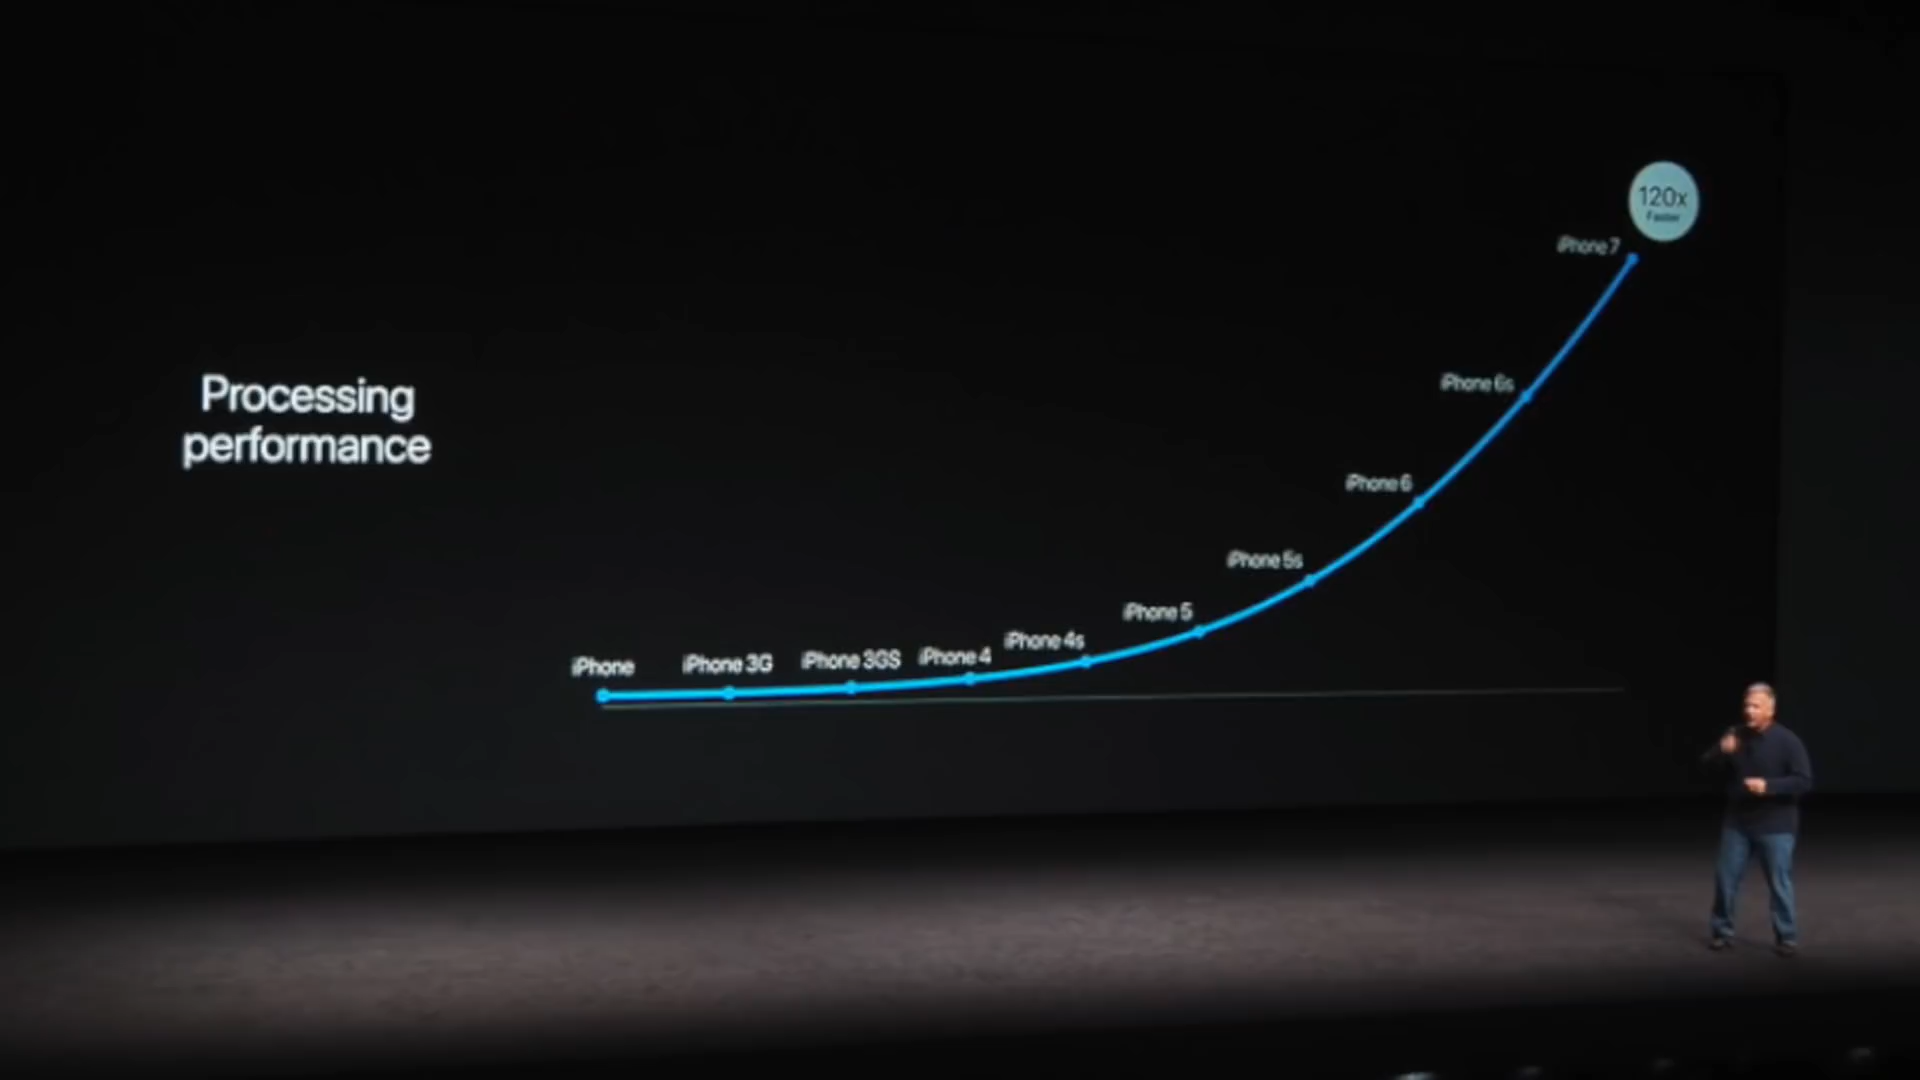 Processing
performance
iPhone
iPhone 3G
iPhone 3GS
iPhone 4
iPhone 4s
iPhone 5
iPhone 5s
iPhone 6
iPhone 6s
iPhone 7
120x
Faster